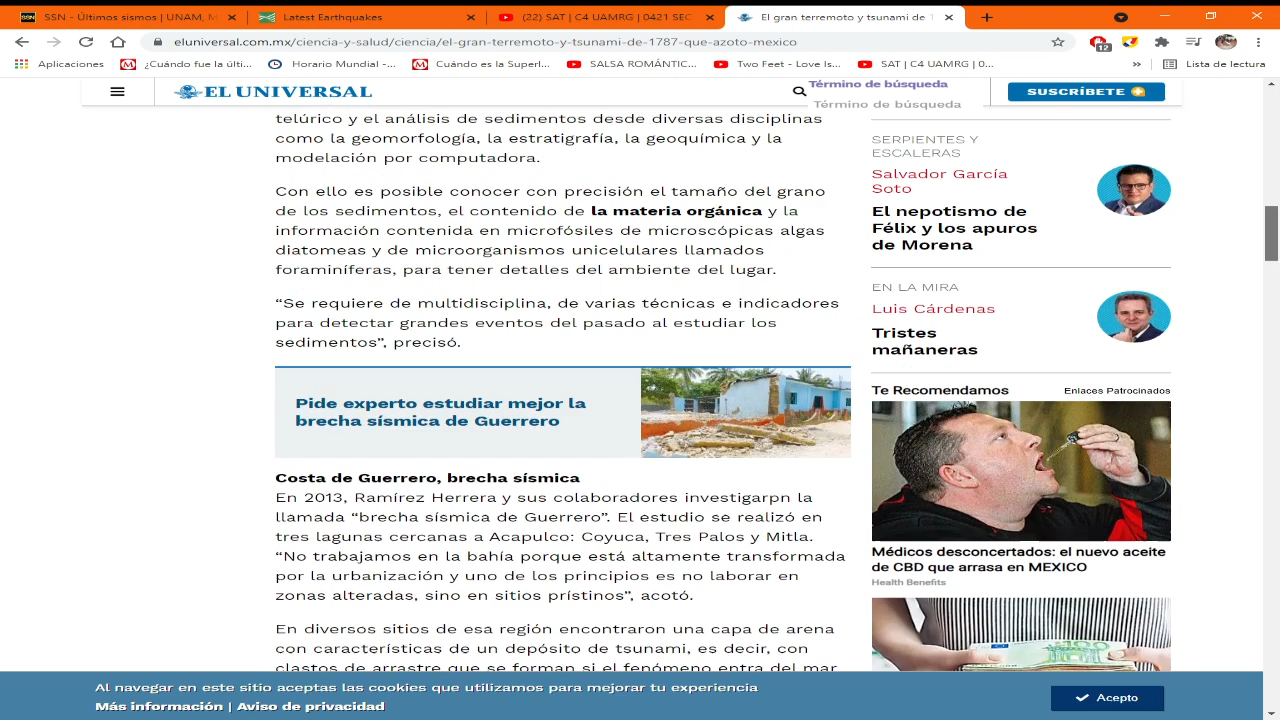 SSN - Últimos sismos | UNAM, M
Latest Earthquakes
(22) SAT | C4 UAMRG | 0421 SEC
El gran terremoto y tsunami de 1
eluniversal.com.mx/ciencia-y-salud/ciencia/el-gran-terremoto-y-tsunami-de-1787-que-azoto-mexico
12
Aplicaciones
¿Cuándo fue la últi...
Horario Mundial -...
Cuándo es la Superl...
SALSA ROMÁNTIC...
Two Feet - Love Is...
SAT | C4 UAMRG | 0...
»
Lista de lectura
EL UNIVERSAL
Término de búsqueda
Término de búsqueda
SUSCRÍBETE
telúrico y el análisis de sedimentos desde diversas disciplinas
como la geomorfología, la estratigrafía, la geoquímica y la
modelación por computadora.
Con ello es posible conocer con precisión el tamaño del grano
de los sedimentos, el contenido de la materia orgánica y la
información contenida en microfósiles de microscópicas algas
diatomeas y de microorganismos unicelulares llamados
foraminíferas, para tener detalles del ambiente del lugar.
“Se requiere de multidisciplina, de varias técnicas e indicadores
para detectar grandes eventos del pasado al estudiar los
sedimentos”, precisó.
Pide experto estudiar mejor la
brecha sísmica de Guerrero
Costa de Guerrero, brecha sísmica
En 2013, Ramírez Herrera y sus colaboradores investigarpn la
llamada “brecha sísmica de Guerrero”. El estudio se realizó en
tres lagunas cercanas a Acapulco: Coyuca, Tres Palos y Mitla.
“No trabajamos en la bahía porque está altamente transformada
por la urbanización y uno de los principios es no laborar en
zonas alteradas, sino en sitios prístinos”, acotó.
En diversos sitios de esa región encontraron una capa de arena
con características de un depósito de tsunami, es decir, con
SERPIENTES Y
ESCALERAS
Salvador García
Soto
El nepotismo de
Félix y los apuros
de Morena
EN LA MIRA
Luis Cárdenas
Tristes
mañaneras
Te Recomendamos
Enlaces Patrocinados
Médicos desconcertados: el nuevo aceite
de CBD que arrasa en MEXICO
Health Benefits
100
Al navegar en este sitio aceptas las cookies que utilizamos para mejorar tu experiencia
Más información | Aviso de privacidad
Acepto